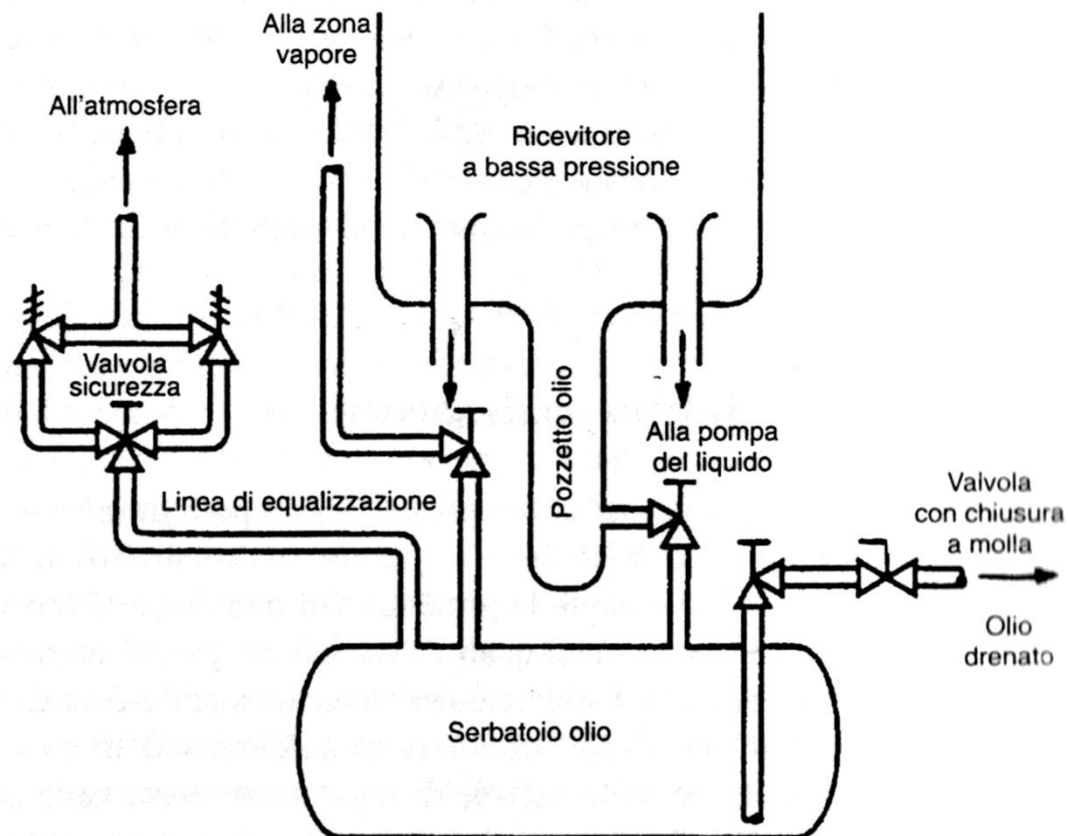 Alla zona
vapore
All'atmosfera
Ricevitore
a bassa pressione
Valvola
sicurezza
Pozzetto olio
Alla pompa
del liquido
Linea di equalizzazione
Valvola
con chiusura
a molla
Olio
drenato
Serbatoio olio